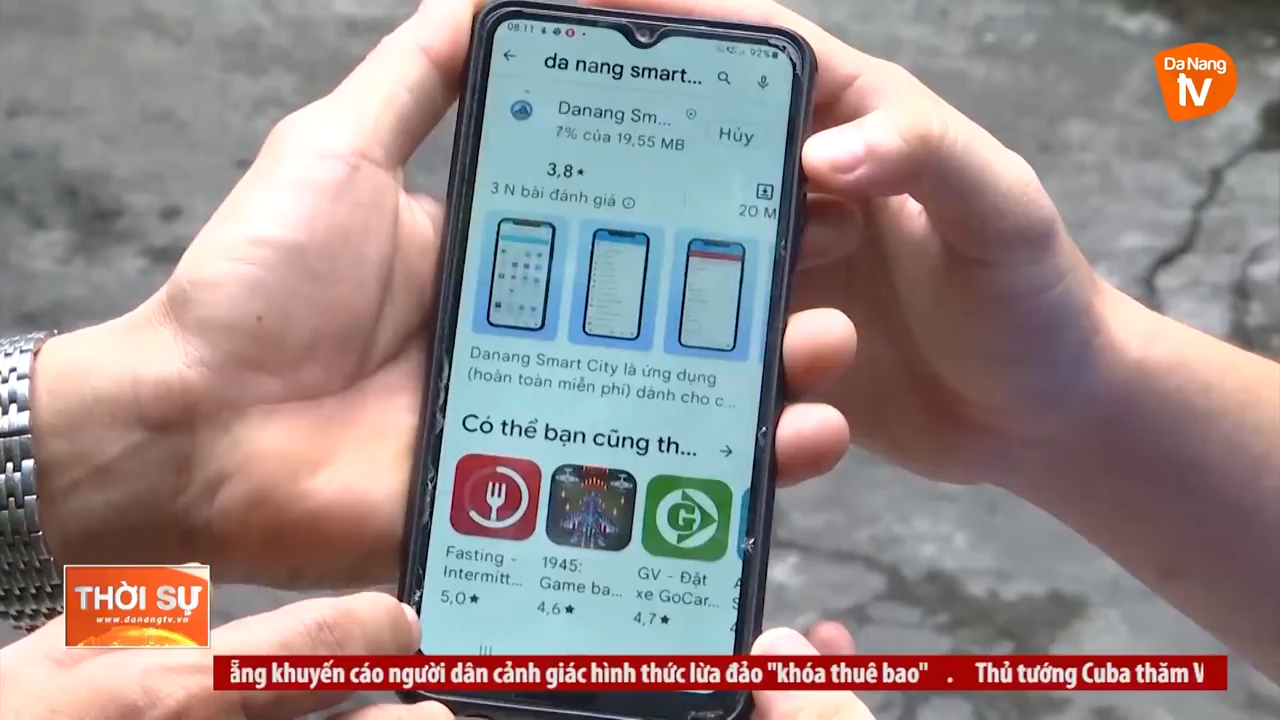 08:11
92%
Da Nang
tv
da nang smart...
Danang Sm...
7% của 19,55 MB
Hủy
3,8★
3 N bài đánh giá
20 M
Danang Smart City là ứng dụng
(hoàn toàn miễn phí) dành cho c...
Có thể bạn cũng th... →
G
Fasting -
Intermitt...
5,0★
1945:
Game ba...
4,6★
GV - Đặt
xe GoCar...
4,7★
THỜI SỰ
www.danangtv.vn
ẵng khuyến cáo người dân cảnh giác hình thức lừa đảo "khóa thuê bao" . Thủ tướng Cuba thăm V